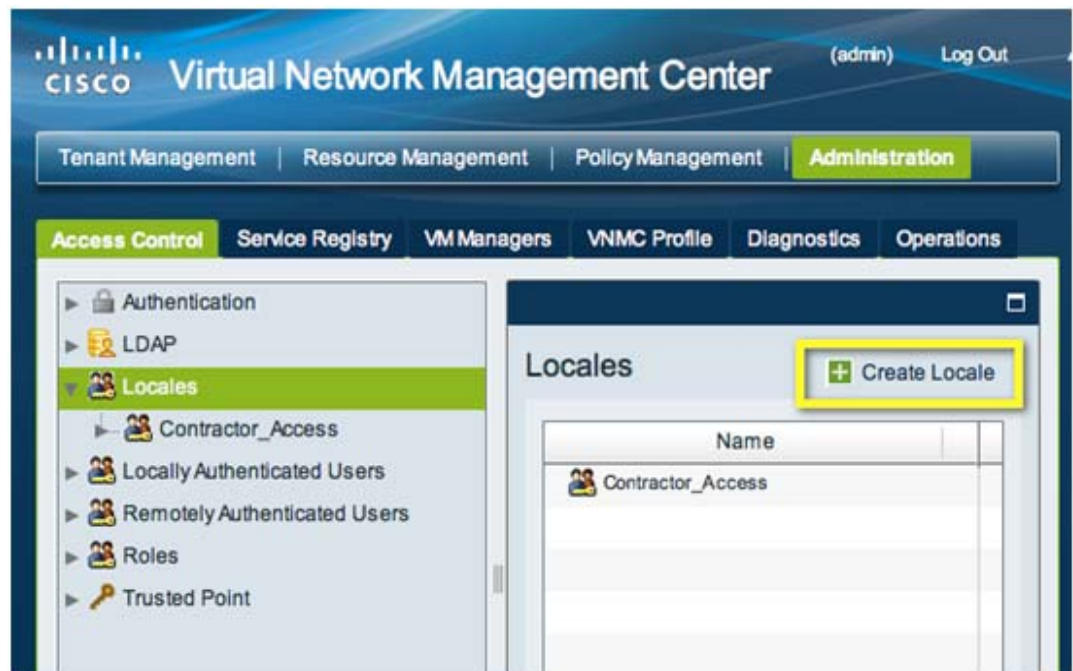 CISCO Virtual Network Management Center (admin) Log Out
Tenant Management | Resource Management | Policy Management | Administration
Access Control Service Registry VM Managers VNMC Profile Diagnostics Operations
Authentication
LDAP
Locales
Contractor_Access
Locally Authenticated Users
Remotely Authenticated Users
Roles
Trusted Point
Locales
Create Locale
Name
Contractor_Access